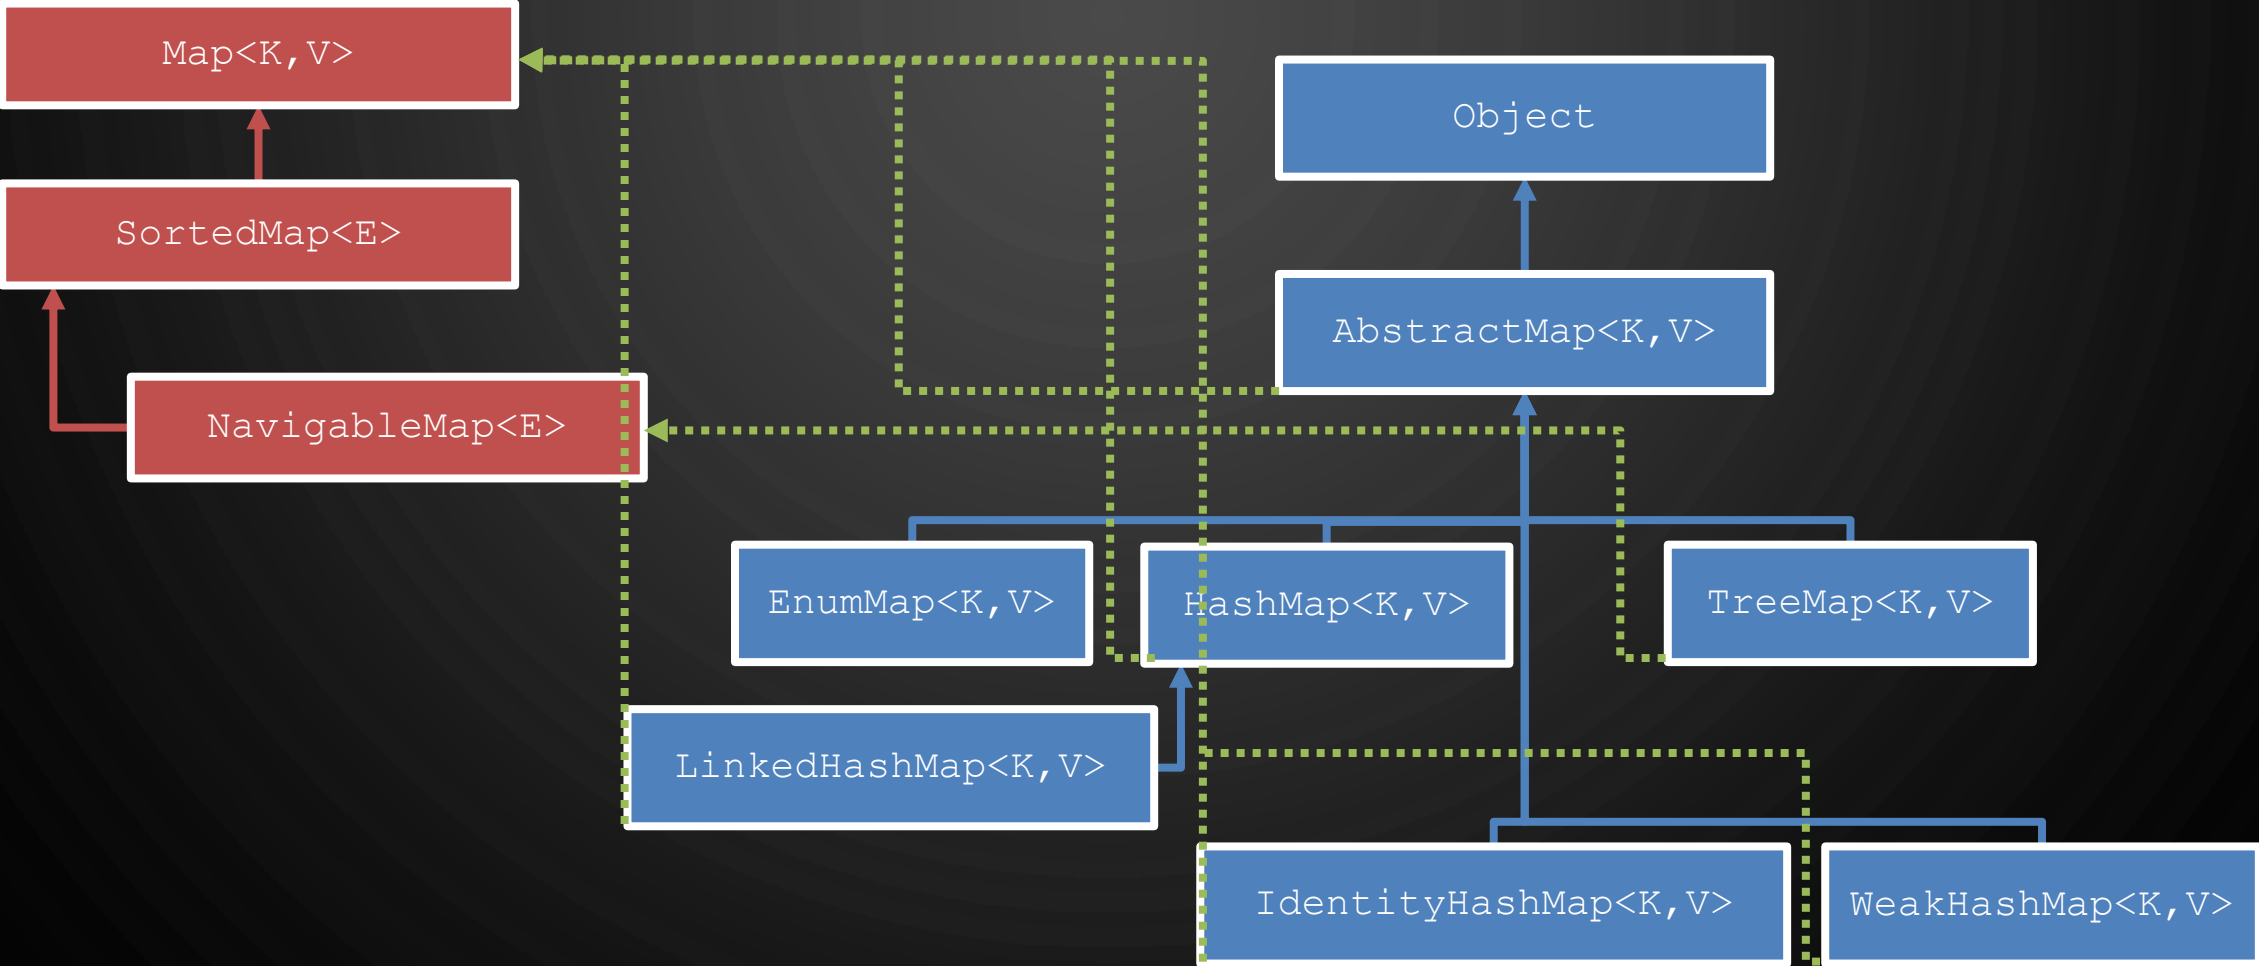 Map<K,V>
Object
SortedMap<E>
AbstractMap<K,V>
NavigableMap<E>
EnumMap<K,V>
HashMap<K,V>
TreeMap<K,V>
LinkedHashMap<K,V>
IdentityHashMap<K,V>
WeakHashMap<K,V>